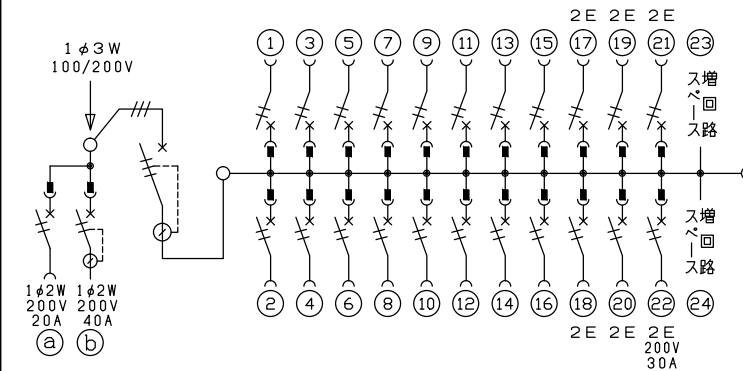 2E 2E 2E
① ③ ⑤ ⑦ ⑨ ⑪ ⑬ ⑮ ⑰ ⑲ ㉑ ㉓
1φ3W
100/200V
増回路
スペース
増回路
スペース
1φ2W
200V
20A
ⓐ
1φ2W
200V
40A
ⓑ
② ④ ⑥ ⑧ ⑩ ⑫ ⑭ ⑯ ⑱ ⑳ ㉒ ㉔
2E 2E 2E
200V
30A